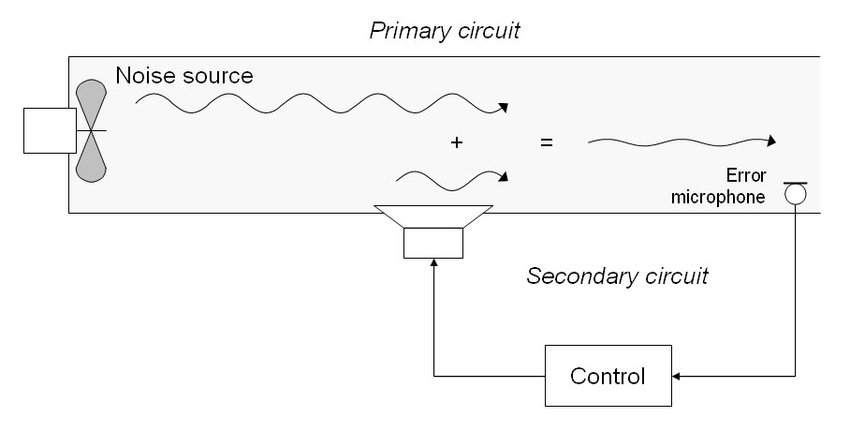 Primary circuit
Noise source
+ =
Error
microphone
Secondary circuit
Control